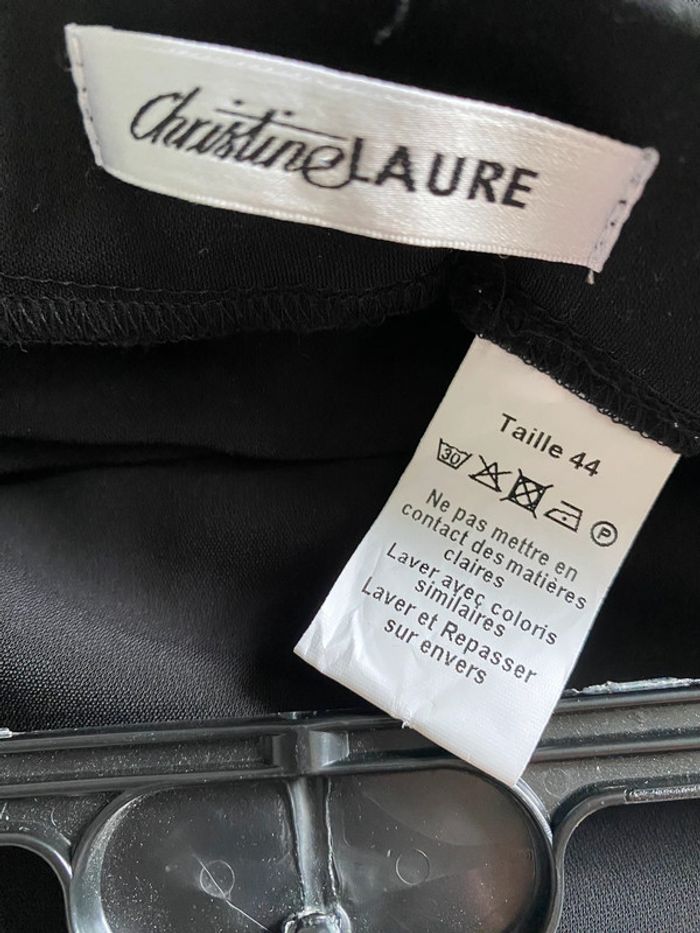 Christine LAURE
Taille 44
30 P
Ne pas mettre en
contact des matières
claires
Laver avec coloris
similaires
Laver et Repasser
sur envers